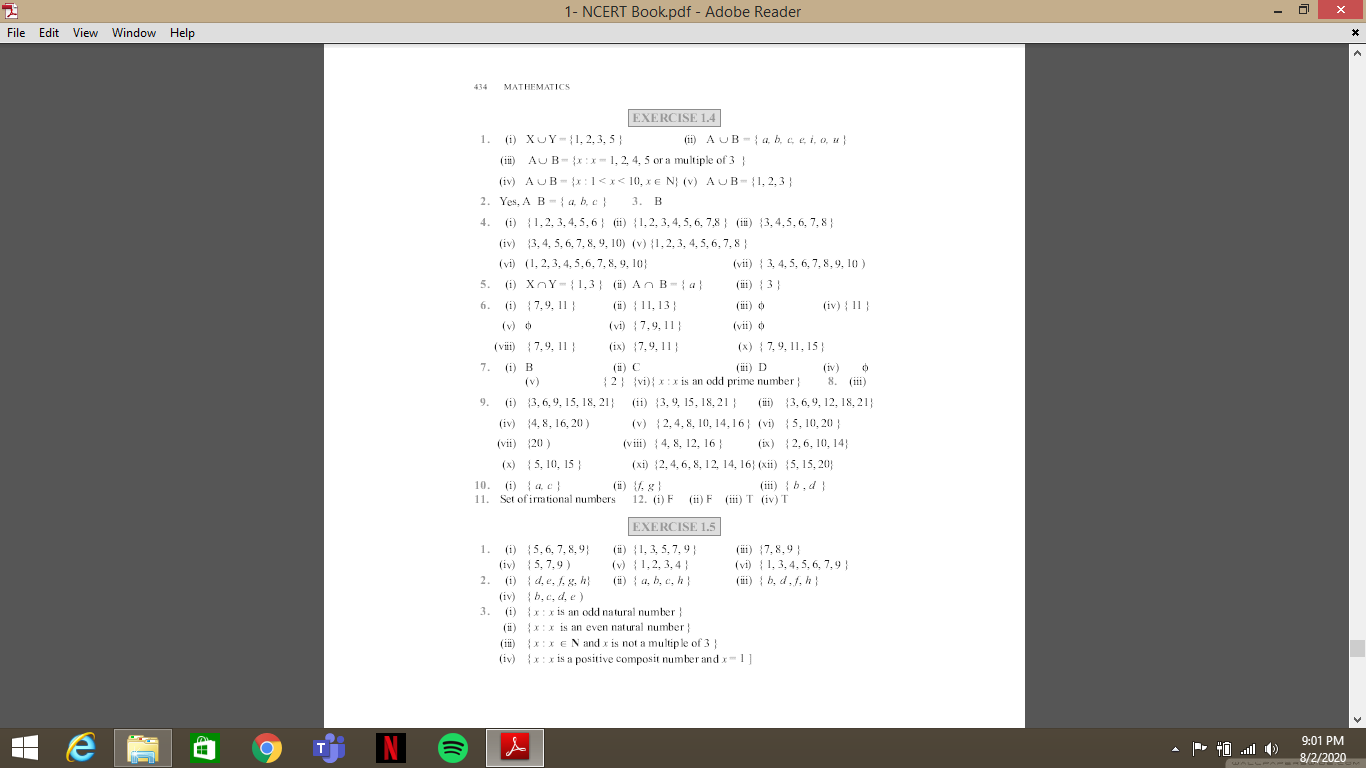 1- NCERT Book.pdf - Adobe Reader
File Edit View Window Help
434 MATHEMATICS
EXERCISE 1.4
1. (i) X ∪ Y = {1, 2, 3, 5 } (ii) A ∪ B = { a, b, c, e, i, o, u }
(iii) A ∪ B = {x : x = 1, 2, 4, 5 or a multiple of 3 }
(iv) A ∪ B = {x : 1 < x < 10, x ∈ N} (v) A ∪ B = {1, 2, 3 }
2. Yes, A B = { a, b, c } 3. B
4. (i) { 1, 2, 3, 4, 5, 6 } (ii) {1, 2, 3, 4, 5, 6, 7,8 } (iii) {3, 4, 5, 6, 7, 8 }
(iv) {3, 4, 5, 6, 7, 8, 9, 10) (v) {1, 2, 3, 4, 5, 6, 7, 8 }
(vi) (1, 2, 3, 4, 5, 6, 7, 8, 9, 10} (vii) { 3, 4, 5, 6, 7, 8, 9, 10 )
5. (i) X ∩ Y = { 1, 3 } (ii) A ∩ B = { a } (iii) { 3 }
6. (i) { 7, 9, 11 } (ii) { 11, 13 } (iii) ϕ (iv) { 11 }
(v) ϕ (vi) { 7, 9, 11 } (vii) ϕ
(viii) { 7, 9, 11 } (ix) {7, 9, 11 } (x) { 7, 9, 11, 15 }
7. (i) B (ii) C (iii) D (iv) ϕ
(v) { 2 } {vi){ x : x is an odd prime number } 8. (iii)
9. (i) {3, 6, 9, 15, 18, 21} (ii) {3, 9, 15, 18, 21 } (iii) {3, 6, 9, 12, 18, 21}
(iv) {4, 8, 16, 20 ) (v) { 2, 4, 8, 10, 14, 16 } (vi) { 5, 10, 20 }
(vii) {20 ) (viii) { 4, 8, 12, 16 } (ix) { 2, 6, 10, 14}
(x) { 5, 10, 15 } (xi) {2, 4, 6, 8, 12, 14, 16} (xii) {5, 15, 20}
10. (i) { a, c } (ii) {f, g } (iii) { b , d }
11. Set of irrational numbers 12. (i) F (ii) F (iii) T (iv) T
EXERCISE 1.5
1. (i) { 5, 6, 7, 8, 9} (ii) {1, 3, 5, 7, 9 } (iii) {7, 8, 9 }
(iv) { 5, 7, 9 ) (v) { 1, 2, 3, 4 } (vi) { 1, 3, 4, 5, 6, 7, 9 }
2. (i) { d, e, f, g, h} (ii) { a, b, c, h } (iii) { b, d , f, h }
(iv) { b, c, d, e )
3. (i) { x : x is an odd natural number {
(ii) { x : x is an even natural number {
(iii) { x : x ∈ N and x is not a multiple of 3 }
(iv) { x : x is a positive composit number and x = 1 ]
9:01 PM
8/2/2020